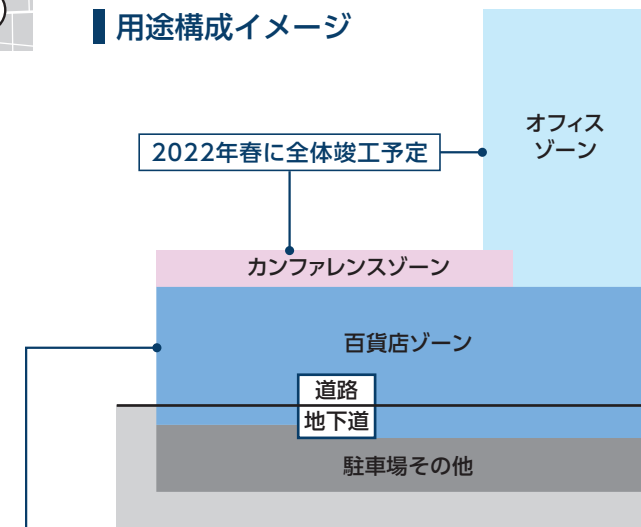 用途構成イメージ
オフィス
ゾーン
2022年春に全体竣工予定
カンファレンスゾーン
百貨店ゾーン
道路
地下道
駐車場その他